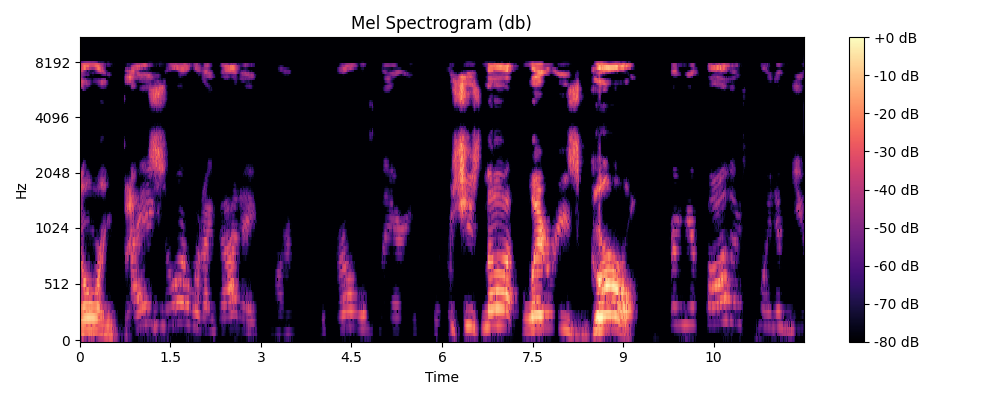 Mel Spectrogram (db)
8192
4096
2048
1024
512
0
Hz
0 1.5 3 4.5 6 7.5 9 10
Time
+0 dB
-10 dB
-20 dB
-30 dB
-40 dB
-50 dB
-60 dB
-70 dB
-80 dB